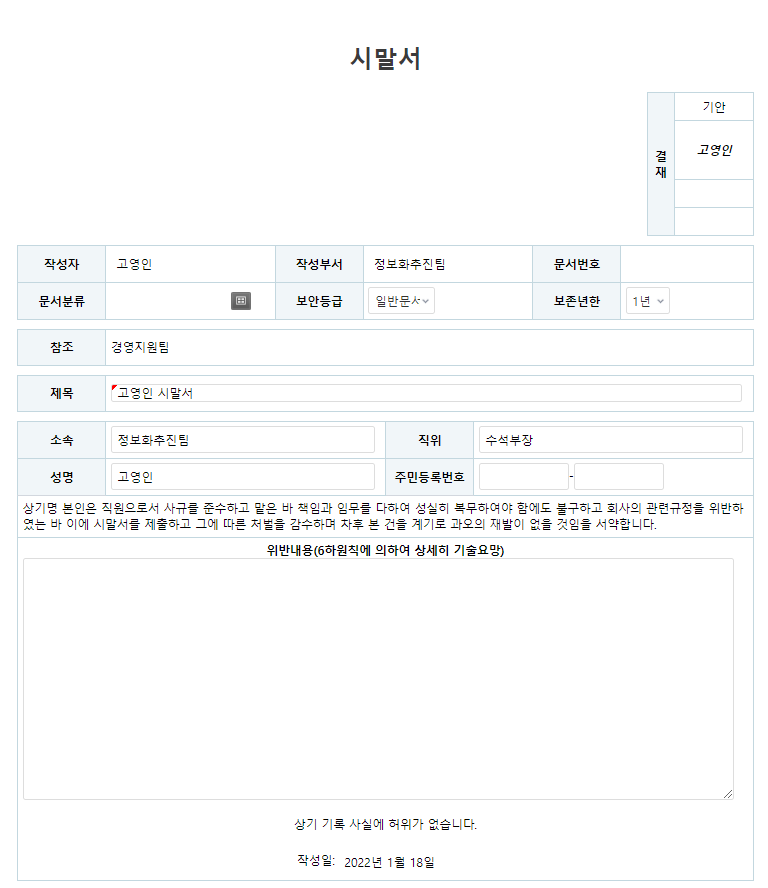 시말서
결재
기안
고영인
작성자 고영인 작성부서 정보화추진팀 문서번호
문서분류 보안등급 일반문서 보존년한 1년
참조 경영지원팀
제목 고영인 시말서
소속 정보화추진팀 직위 수석부장
성명 고영인 주민등록번호 -
상기명 본인은 직원으로서 사규를 준수하고 맡은 바 책임과 임무를 다하여 성실히 복무하여야 함에도 불구하고 회사의 관련규정을 위반하
였는 바 이에 시말서를 제출하고 그에 따른 처벌을 감수하며 차후 본 건을 계기로 과오의 재발이 없을 것임을 서약합니다.
위반내용(6하원칙에 의하여 상세히 기술요망)
상기 기록 사실에 허위가 없습니다.
작성일: 2022년 1월 18일